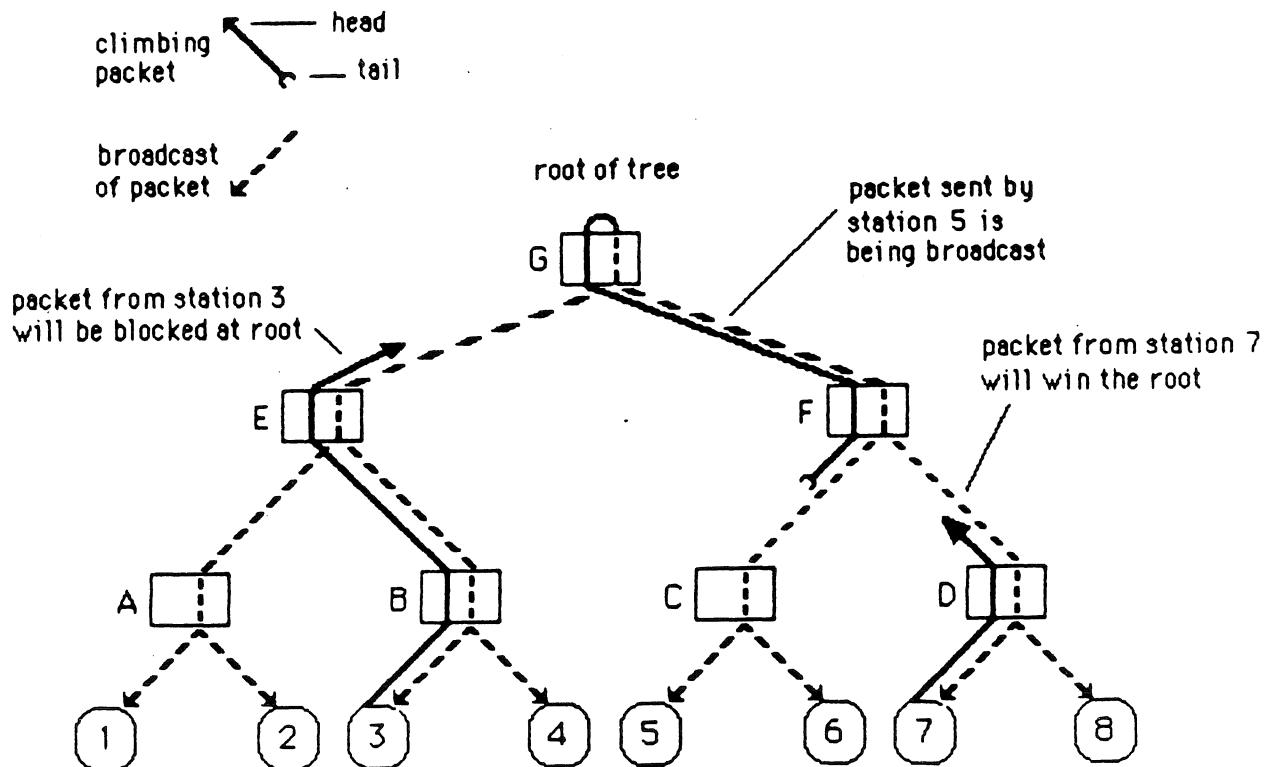 climbing
packet
head
tail
broadcast
of packet
root of tree
packet sent by
station 5 is
being broadcast
G
packet from station 3
will be blocked at root
packet from station 7
will win the root
E
F
A
B
C
D
1
2
3
4
5
6
7
8